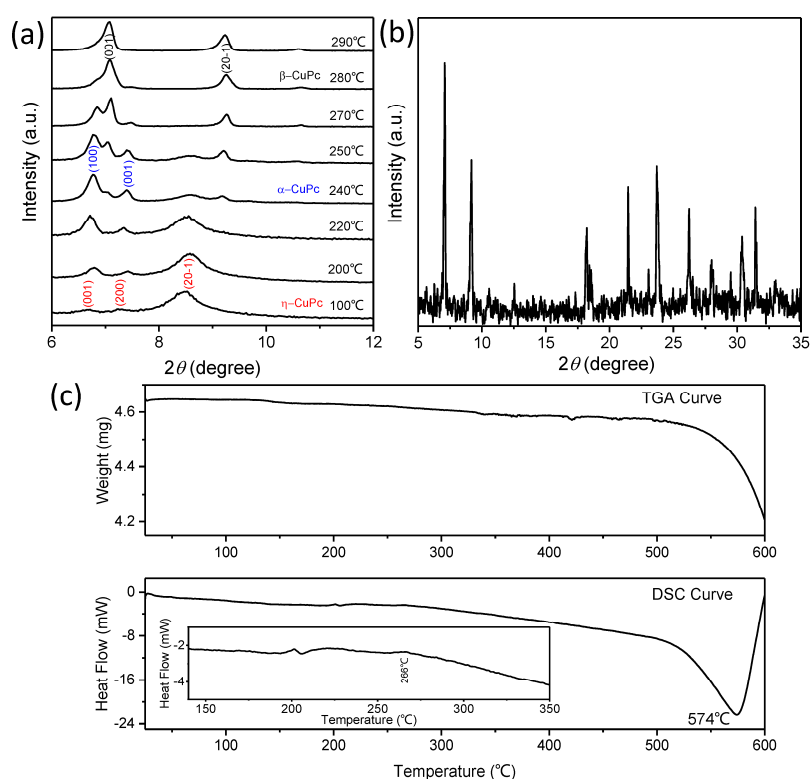 (a)
Intensity (a.u.)
290℃
(001)
(20-1)
β-CuPc 280℃
270℃
250℃
(100)
(001)
α-CuPc 240℃
220℃
200℃
(001)
(200)
(20-1)
η-CuPc 100℃
6 8 10 12
2θ (degree)
(b)
Intensity (a.u.)
5 10 15 20 25 30 35
2θ (degree)
(c)
TGA Curve
Weight (mg)
4.6
4.4
4.2
100 200 300 400 500 600
DSC Curve
Heat Flow (mW)
0
-8
-16
-24
574℃
Heat Flow (mW)
-2
-4
266℃
150 200 250 300 350
Temperature (℃)
100 200 300 400 500 600
Temperature (℃)